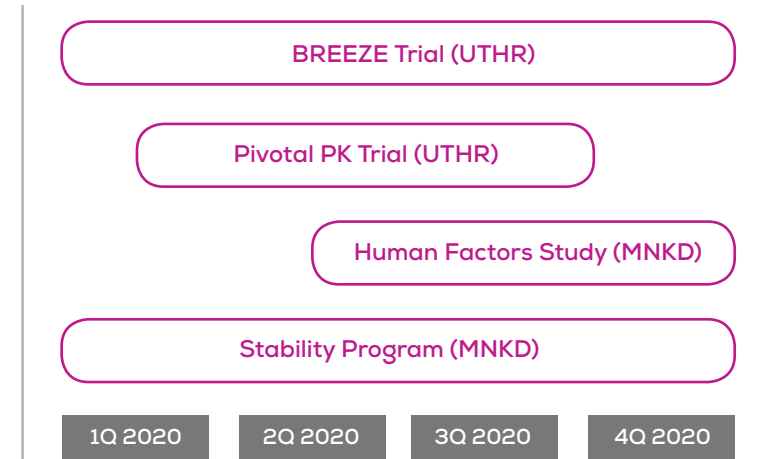 BREEZE Trial (UTHR)
Pivotal PK Trial (UTHR)
Human Factors Study (MNKD)
Stability Program (MNKD)
1Q 2020
2Q 2020
3Q 2020
4Q 2020